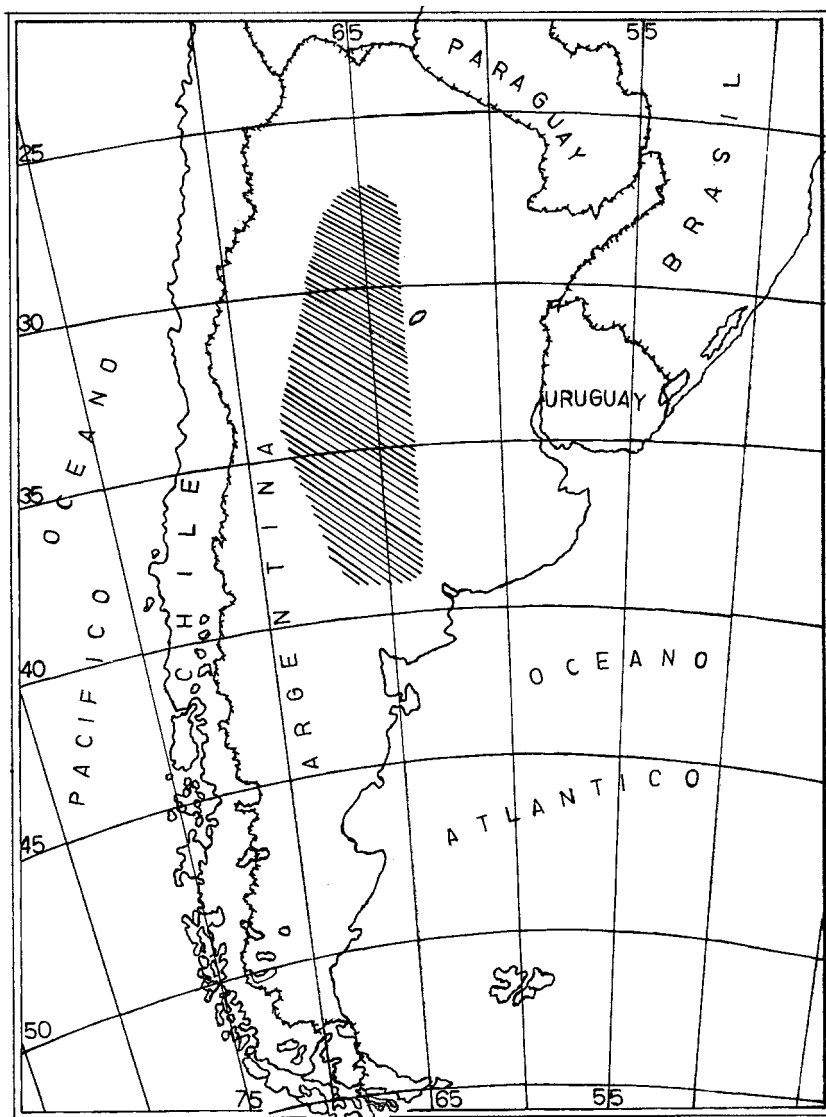 65
55
PARAGUAY
BRASIL
25
30
35
40
45
50
OCEANO
PACIFICO
CHILE
ARGENTINA
URUGUAY
OCEANO
ATLANTICO
75
65
55